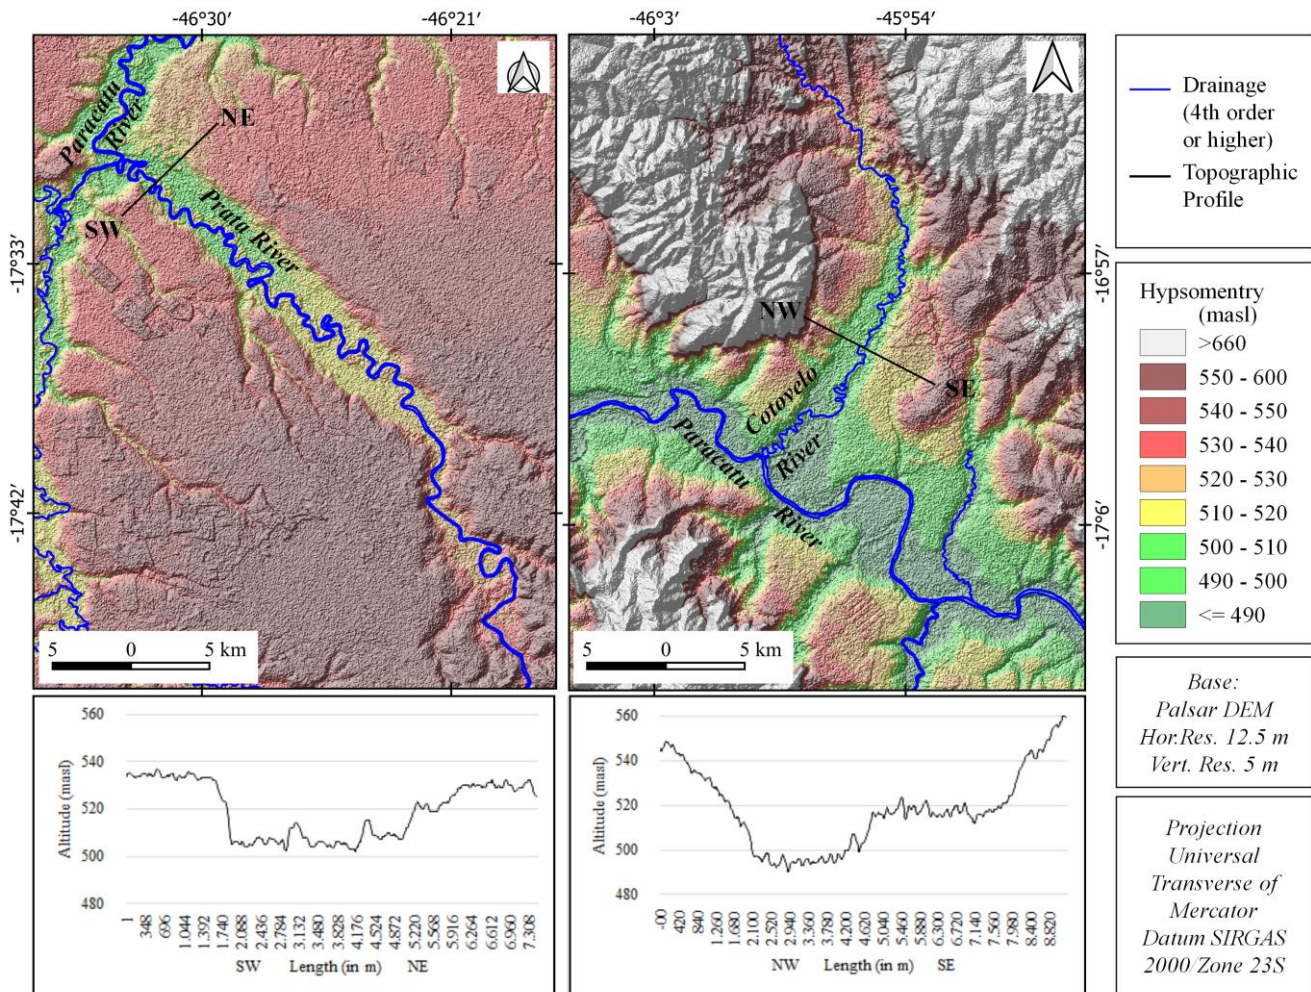 -46°30′
-46°21′
-46°3′
-45°54′
Paracatu
River
NE
SW
Prata River
-17°33′
-17°42′
5 0 5 km
NW
SE
Cotovelo
River
Paracatu
River
-16°57′
-17°6′
5 0 5 km
Drainage
(4th order
or higher)
Topographic
Profile
Hypsomentry
(masl)
>660
550 - 600
540 - 550
530 - 540
520 - 530
510 - 520
500 - 510
490 - 500
<= 490
Base:
Palsar DEM
Hor.Res. 12.5 m
Vert. Res. 5 m
Projection
Universal
Transverse of
Mercator
Datum SIRGAS
2000/Zone 23S
Altitude (masl)
560
540
520
500
480
1 348 696 1.044 1.392 1.740 2.088 2.436 2.784 3.132 3.480 3.828 4.176 4.524 4.872 5.220 5.568 5.916 6.264 6.612 6.960 7.308
SW Length (in m) NE
Altitude (masl)
560
540
520
500
480
-00 420 840 1.260 1.680 2.100 2.520 2.940 3.360 3.780 4.200 4.620 5.040 5.460 5.880 6.300 6.720 7.140 7.560 7.980 8.400 8.820
NW Length (in m) SE